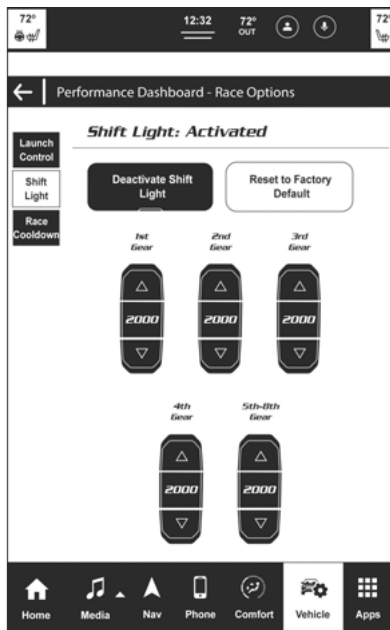 72°
12:32
72°
OUT
72°
Performance Dashboard - Race Options
Launch
Control
Shift
Light
Race
Cooldown
Shift Light: Activated
Deactivate Shift
Light
Reset to Factory
Default
1st
Gear
2nd
Gear
3rd
Gear
2000
2000
2000
4th
Gear
5th-8th
Gear
2000
2000
Home
Media
Nav
Phone
Comfort
Vehicle
Apps